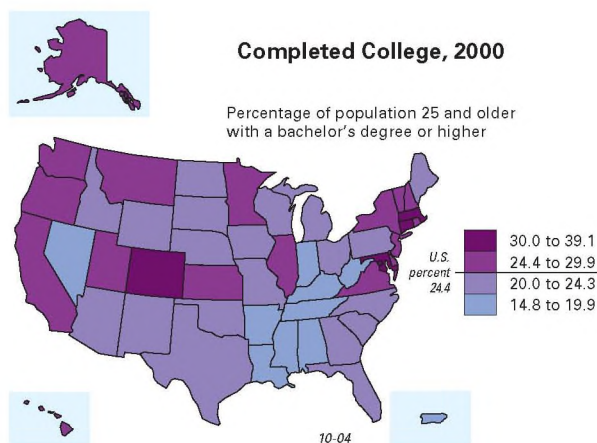 Completed College, 2000
Percentage of population 25 and older
with a bachelor's degree or higher
U.S.
percent
24.4
30.0 to 39.1
24.4 to 29.9
20.0 to 24.3
14.8 to 19.9
10-04